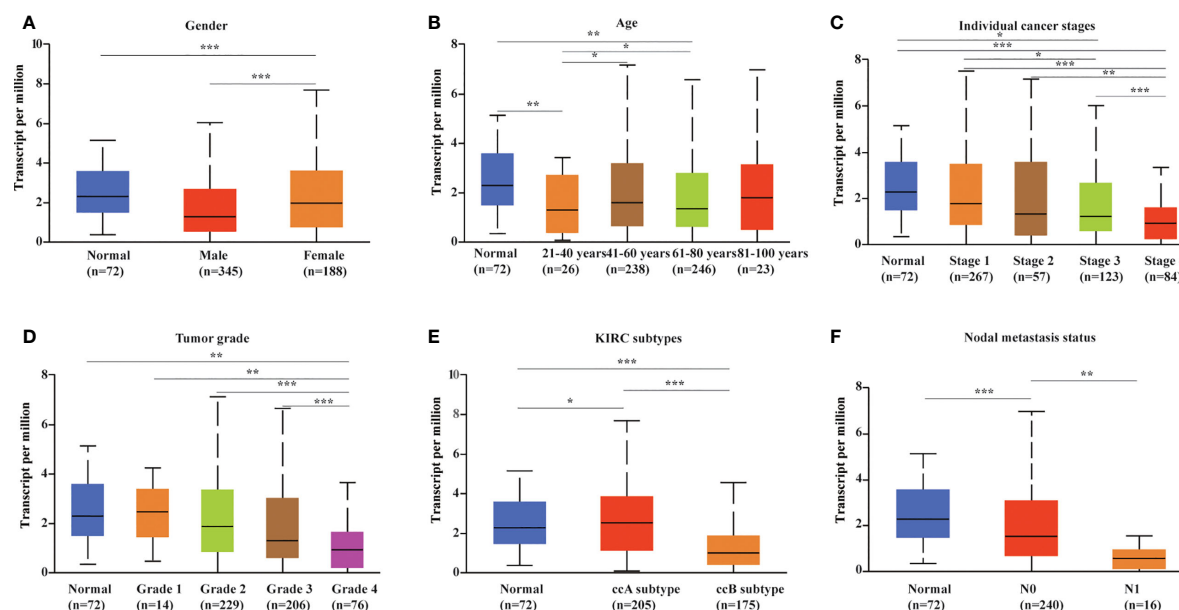 A
Gender
Transcript per million
10
8
6
4
2
0
***
***
Normal
(n=72)
Male
(n=345)
Female
(n=188)
B
Age
Transcript per million
8
6
4
2
0
**
*
*
**
Normal
(n=72)
21-40 years
(n=26)
41-60 years
(n=238)
61-80 years
(n=246)
81-100 years
(n=23)
C
Individual cancer stages
Transcript per million
8
6
4
2
0
*
***
*
***
**
***
Normal
(n=72)
Stage 1
(n=267)
Stage 2
(n=57)
Stage 3
(n=123)
Stage
(n=84)
D
Tumor grade
Transcript per million
8
6
4
2
0
**
**
***
***
Normal
(n=72)
Grade 1
(n=14)
Grade 2
(n=229)
Grade 3
(n=206)
Grade 4
(n=76)
E
KIRC subtypes
Transcript per million
10
8
6
4
2
0
***
***
*
Normal
(n=72)
ccA subtype
(n=205)
ccB subtype
(n=175)
F
Nodal metastasis status
Transcript per million
8
6
4
2
0
**
***
Normal
(n=72)
N0
(n=240)
N1
(n=16)